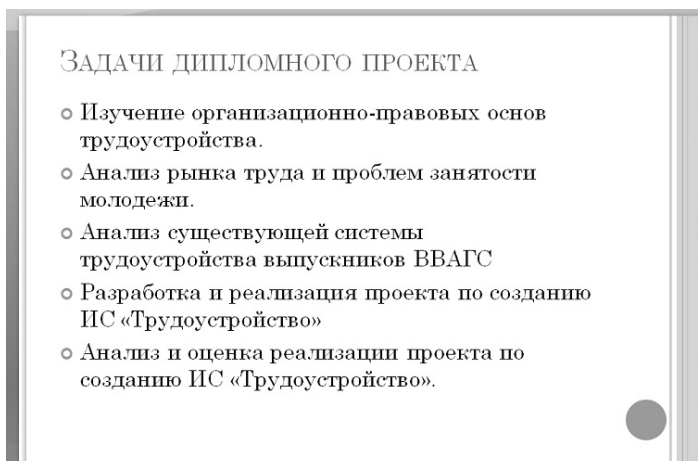 Задачи дипломного проекта
Изучение организационно-правовых основ
трудоустройства.
Анализ рынка труда и проблем занятости
молодежи.
Анализ существующей системы
трудоустройства выпускников ВВАГС
Разработка и реализация проекта по созданию
ИС «Трудоустройство»
Анализ и оценка реализации проекта по
созданию ИС «Трудоустройство».